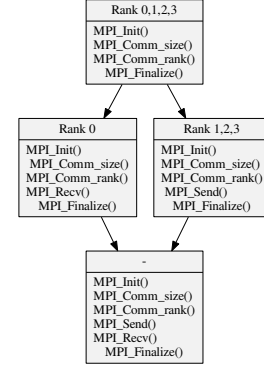 Rank 0,1,2,3
MPI_Init()
MPI_Comm_size()
MPI_Comm_rank()
MPI_Finalize()
Rank 0
MPI_Init()
MPI_Comm_size()
MPI_Comm_rank()
MPI_Recv()
MPI_Finalize()
Rank 1,2,3
MPI_Init()
MPI_Comm_size()
MPI_Comm_rank()
MPI_Send()
MPI_Finalize()
-
MPI_Init()
MPI_Comm_size()
MPI_Comm_rank()
MPI_Send()
MPI_Recv()
MPI_Finalize()